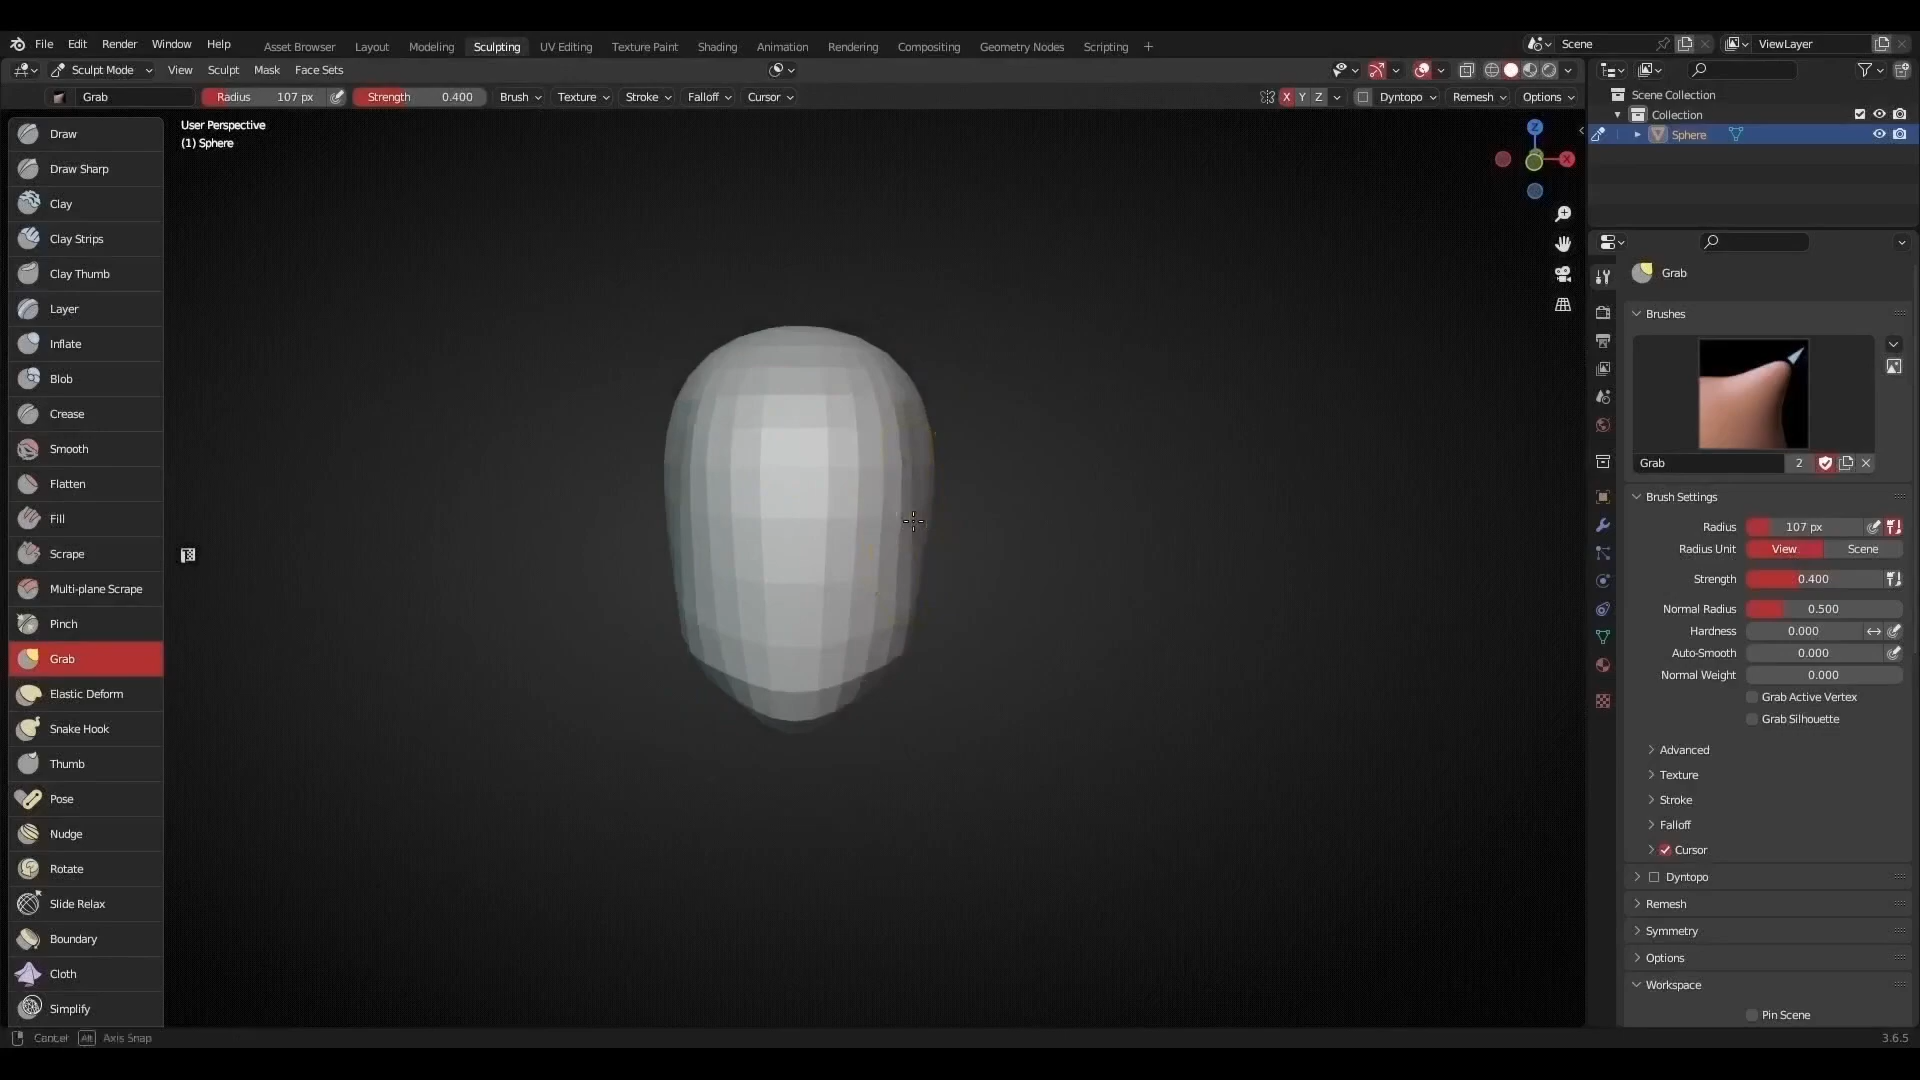 File Edit Render Window Help
Asset Browser Layout Modeling Sculpting UV Editing Texture Paint Shading Animation Rendering Compositing Geometry Nodes Scripting +
Scene
ViewLayer
Sculpt Mode View Sculpt Mask Face Sets
Grab Radius 107 px Strength 0.400 Brush Texture Stroke Falloff Cursor
X Y Z Dyntopo Remesh Options
User Perspective
(1) Sphere
Z
X
Draw
Draw Sharp
Clay
Clay Strips
Clay Thumb
Layer
Inflate
Blob
Crease
Smooth
Flatten
Fill
Scrape
Multi-plane Scrape
Pinch
Grab
Elastic Deform
Snake Hook
Thumb
Pose
Nudge
Rotate
Slide Relax
Boundary
Cloth
Simplify
Scene Collection
Collection
Sphere
Grab
Brushes
Grab 2
Brush Settings
Radius 107 px
Radius Unit View Scene
Strength 0.400
Normal Radius 0.500
Hardness 0.000
Auto-Smooth 0.000
Normal Weight 0.000
Grab Active Vertex
Grab Silhouette
Advanced
Texture
Stroke
Falloff
Cursor
Dyntopo
Remesh
Symmetry
Options
Workspace
Pin Scene
Cancel Alt Axis Snap
3.6.5